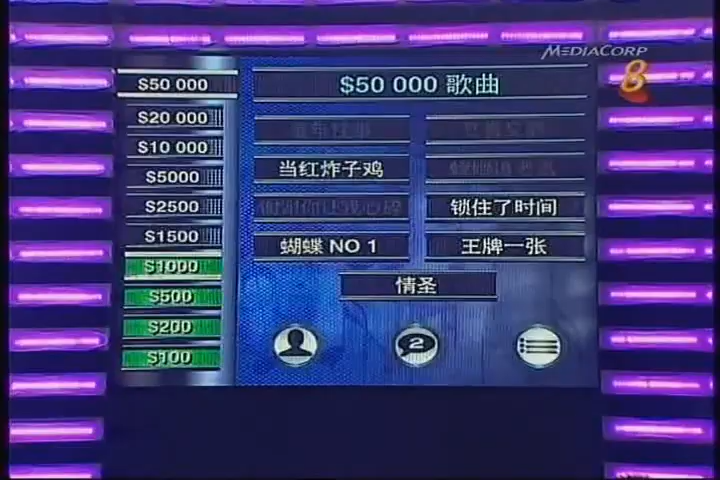 MEDIACORP
8
$50 000
$50 000 歌曲
$20 000
$10 000
当红炸子鸡
$5000
$2500
锁住了时间
$1500
蝴蝶 NO 1
王牌一张
$1000
情圣
$500
$200
2
$100